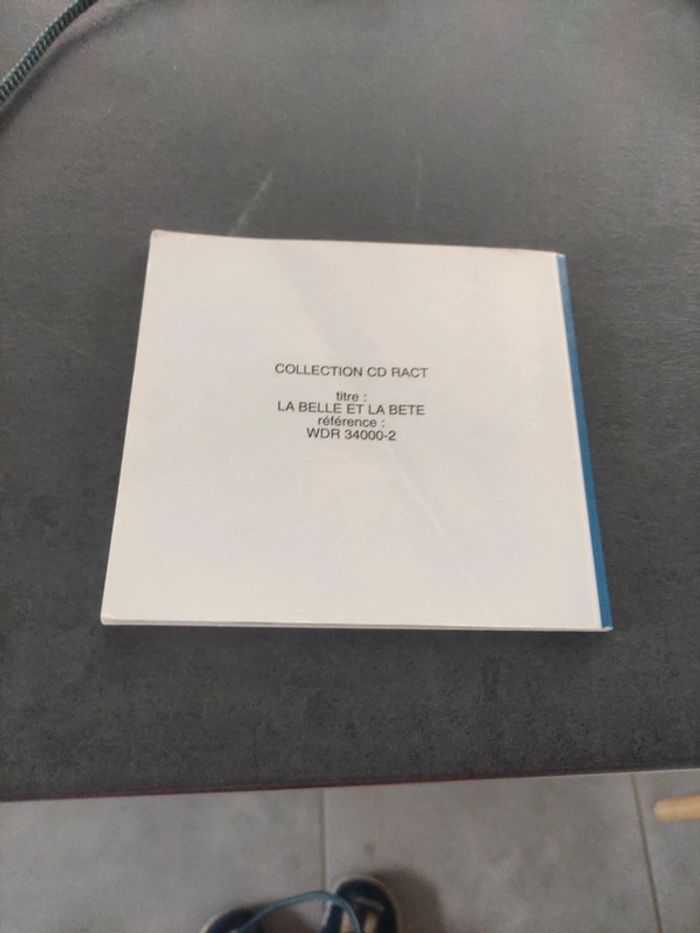 COLLECTION CD RACT
titre :
LA BELLE ET LA BETE
référence :
WDR 34000-2